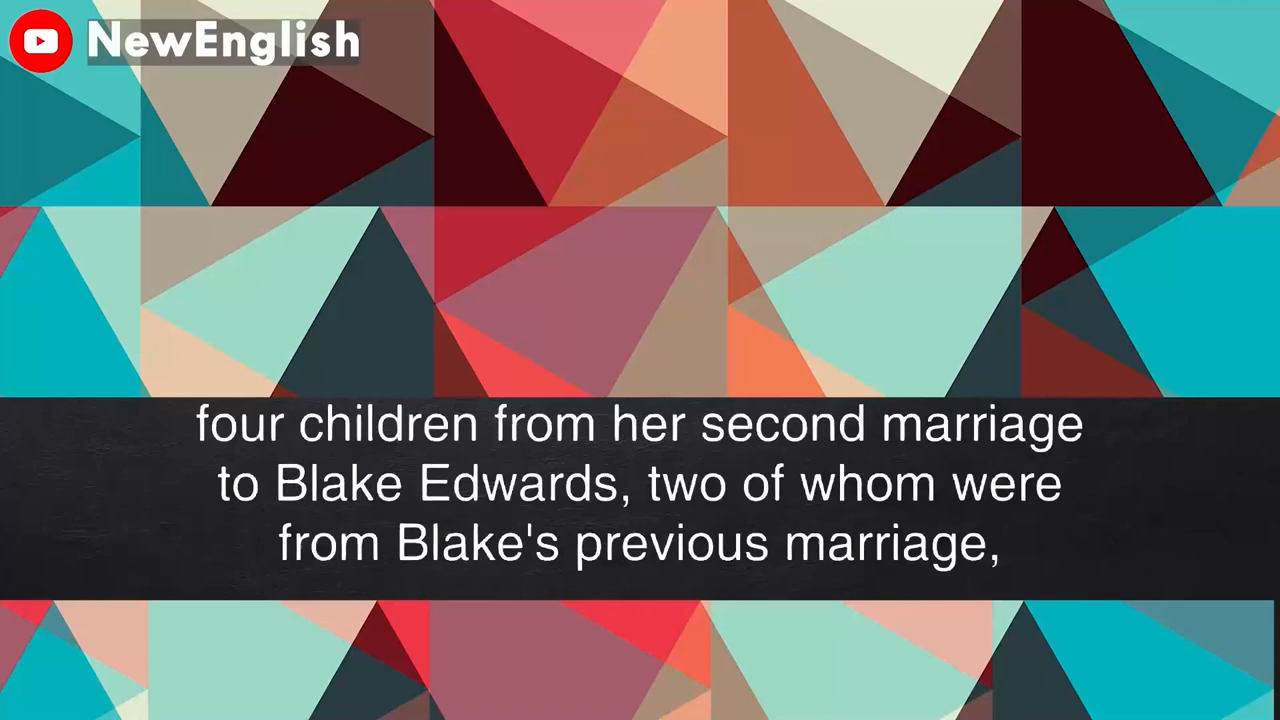 NewEnglish
four children from her second marriage
to Blake Edwards, two of whom were
from Blake's previous marriage,